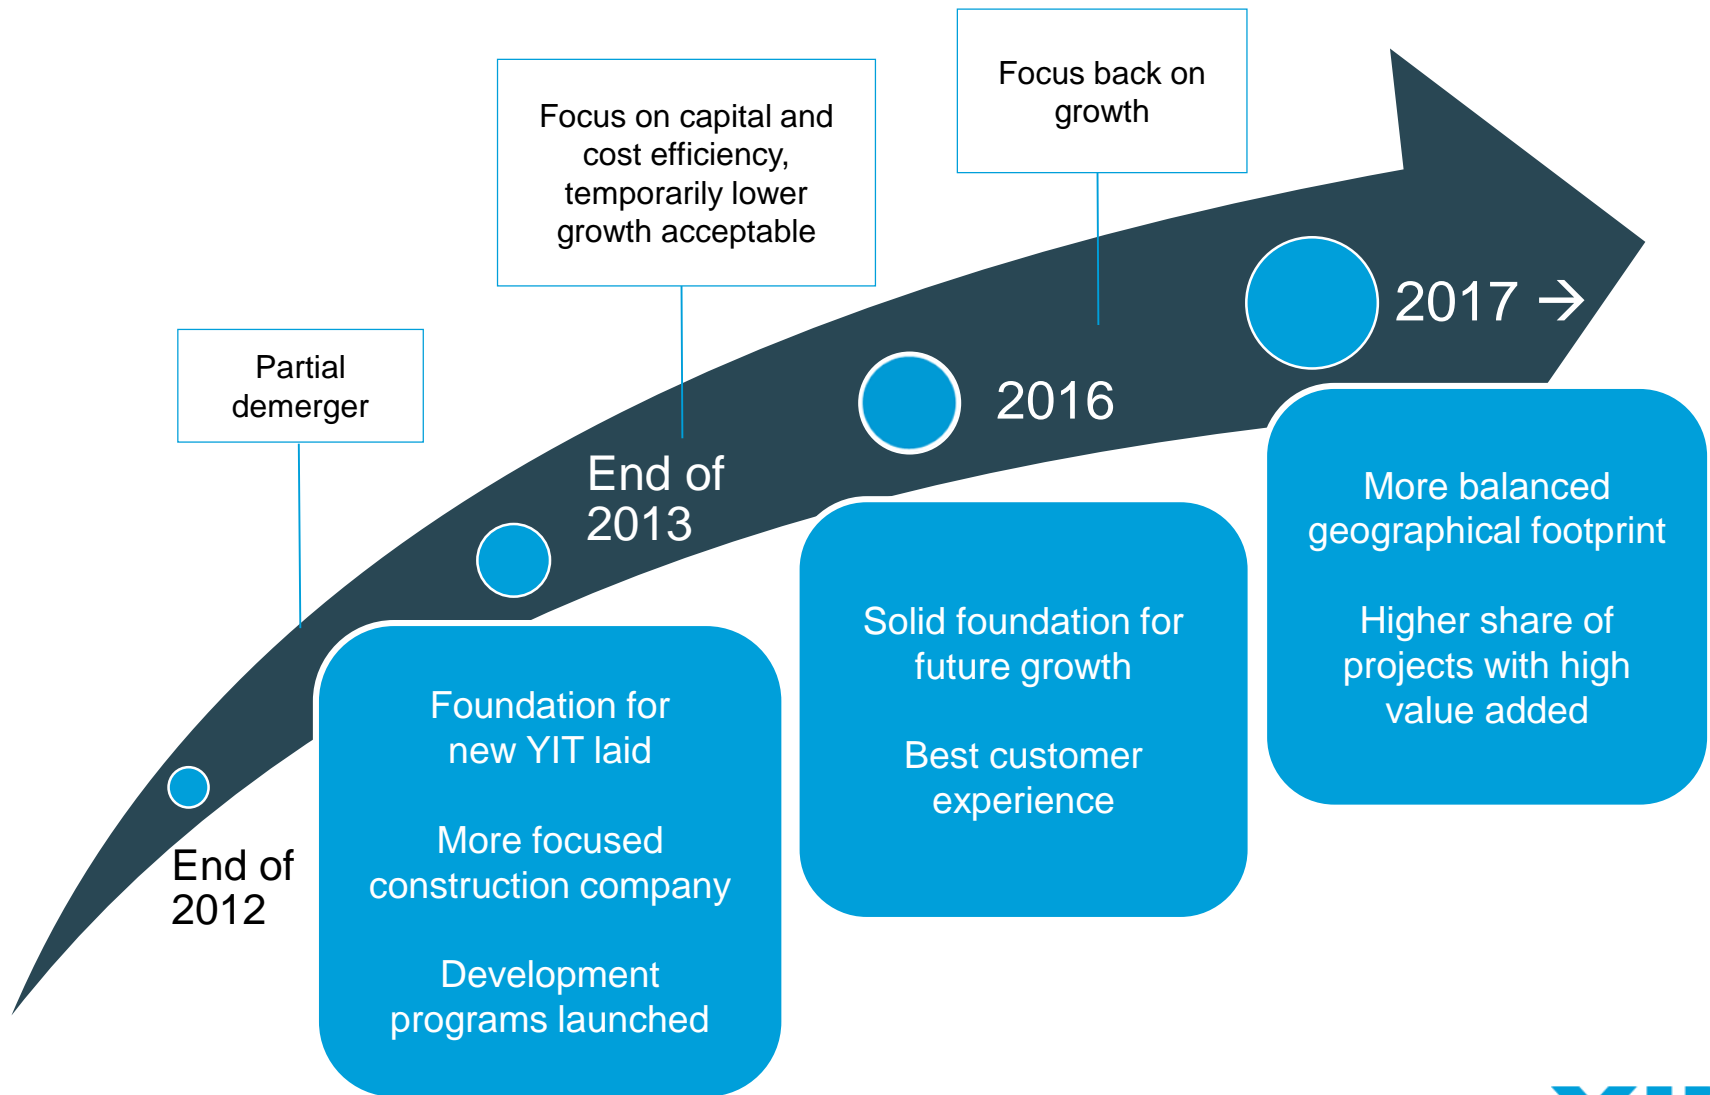 Focus back on
growth
Focus on capital and
cost efficiency,
temporarily lower
growth acceptable
2017 →
Partial
demerger
2016
End of
2013
More balanced
geographical footprint
Higher share of
projects with high
value added
Solid foundation for
future growth
Best customer
experience
Foundation for
new YIT laid
More focused
construction company
Development
programs launched
End of
2012